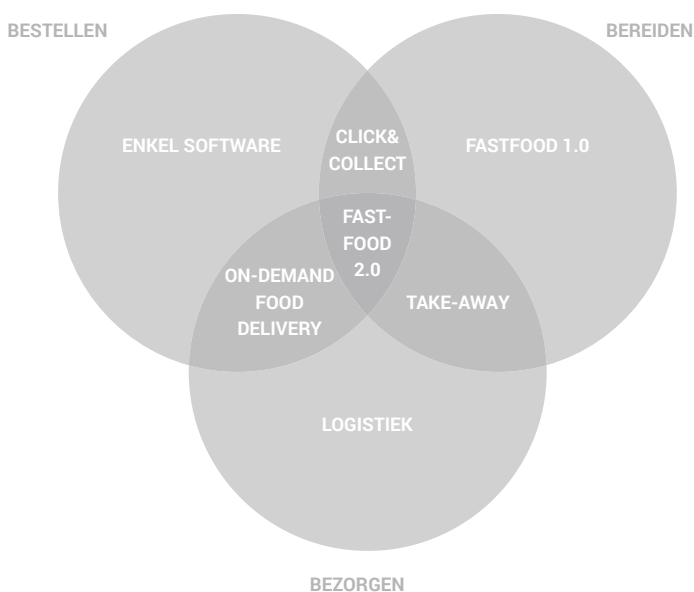 BESTELLEN
BEREIDEN
ENKEL SOFTWARE
CLICK&
COLLECT
FASTFOOD 1.0
FAST-
FOOD
2.0
ON-DEMAND
FOOD
DELIVERY
TAKE-AWAY
LOGISTIEK
BEZORGEN